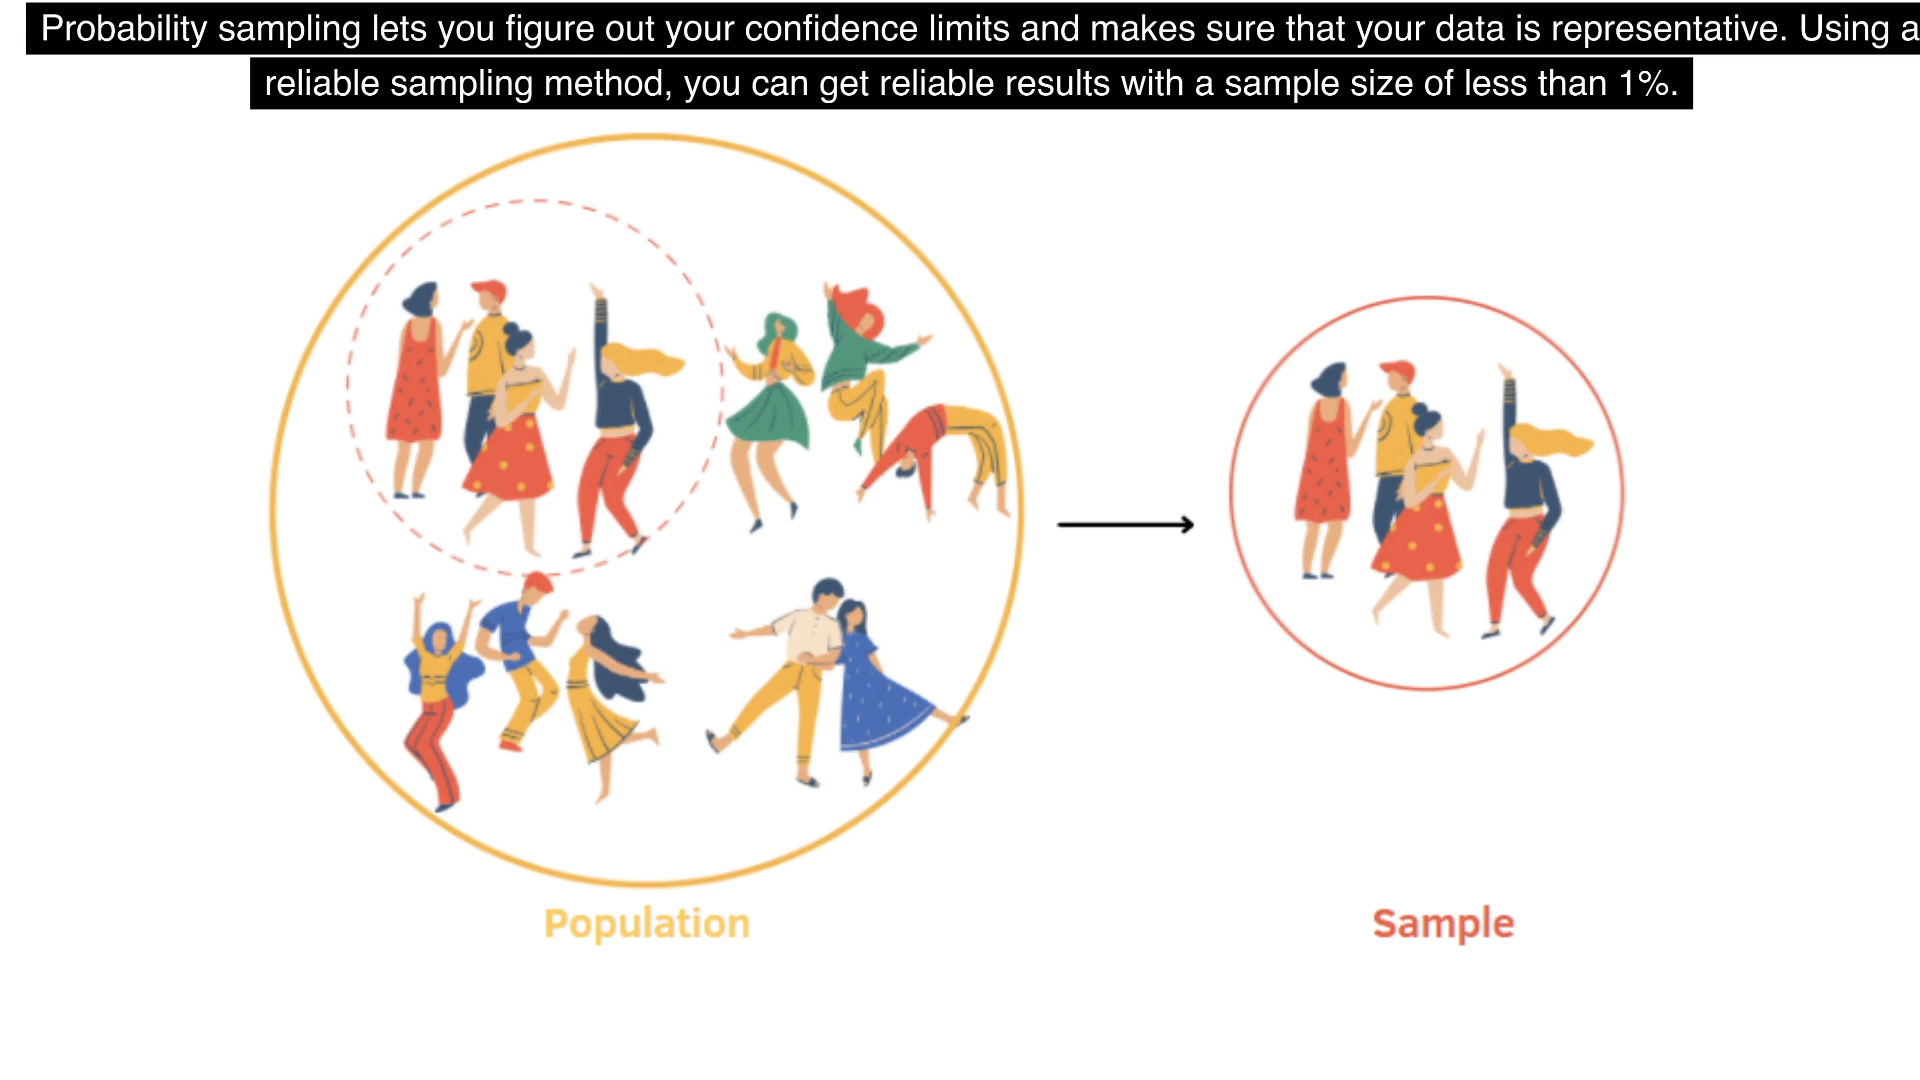 Probability sampling lets you figure out your confidence limits and makes sure that your data is representative. Using a
reliable sampling method, you can get reliable results with a sample size of less than 1%.
Population
Sample